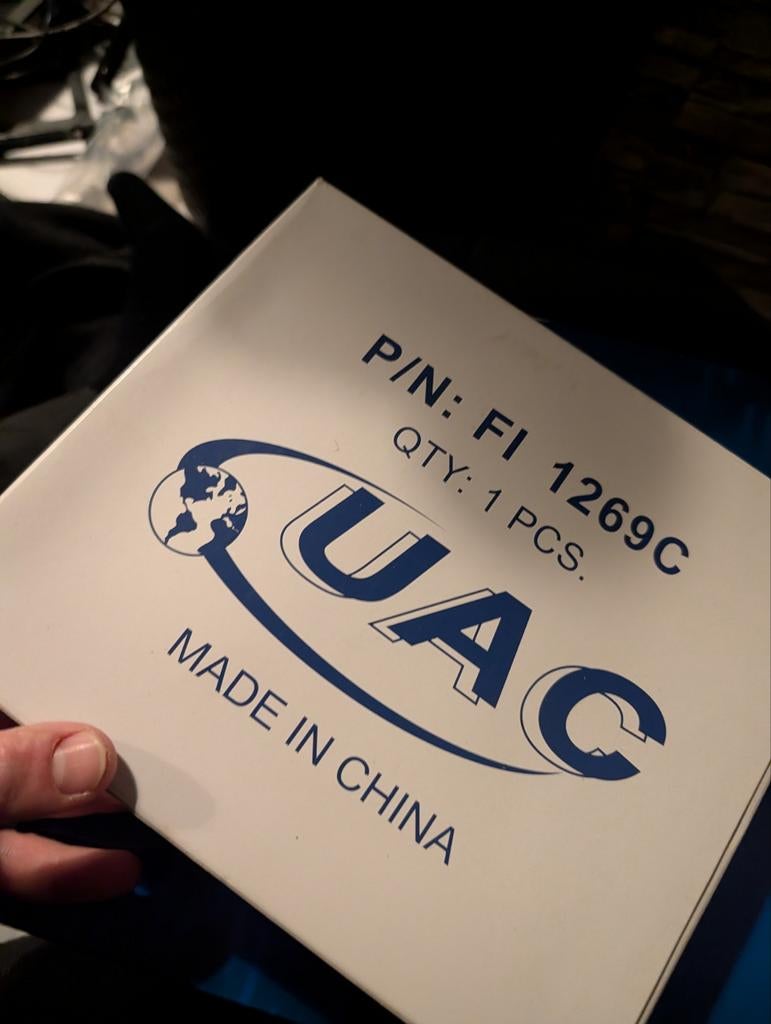 P/N: FI 1269C
QTY: 1 PCS.
UAC
MADE IN CHINA